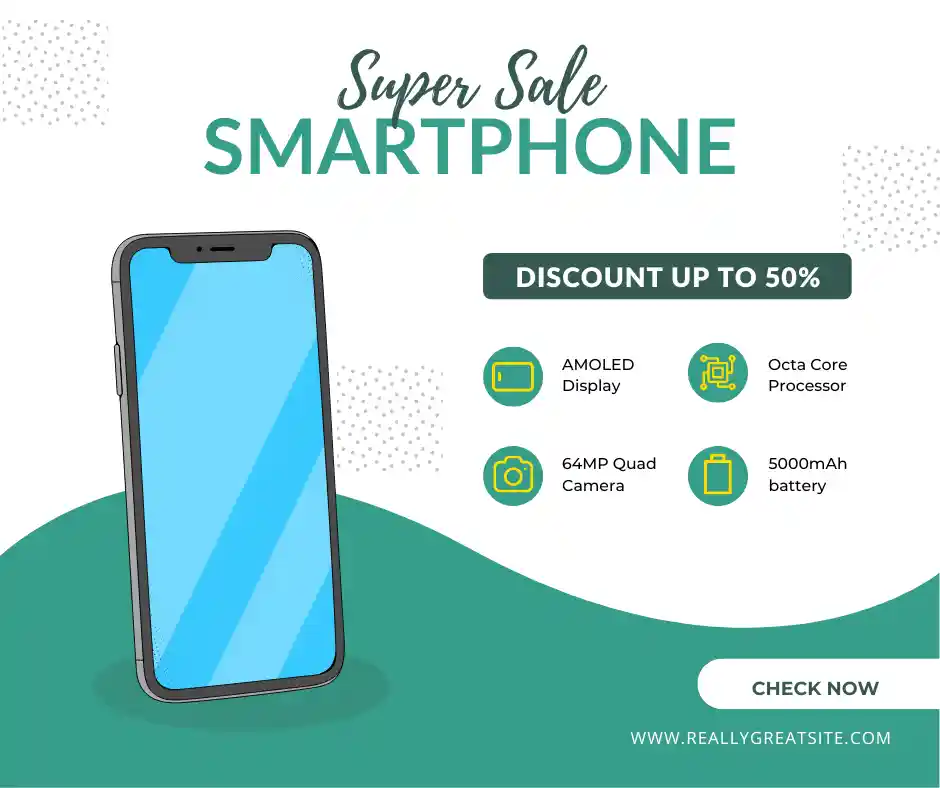 Super Sale
SMARTPHONE
DISCOUNT UP TO 50%
AMOLED
Display
Octa Core
Processor
64MP Quad
Camera
5000mAh
battery
CHECK NOW
WWW.REALLYGREATSITE.COM